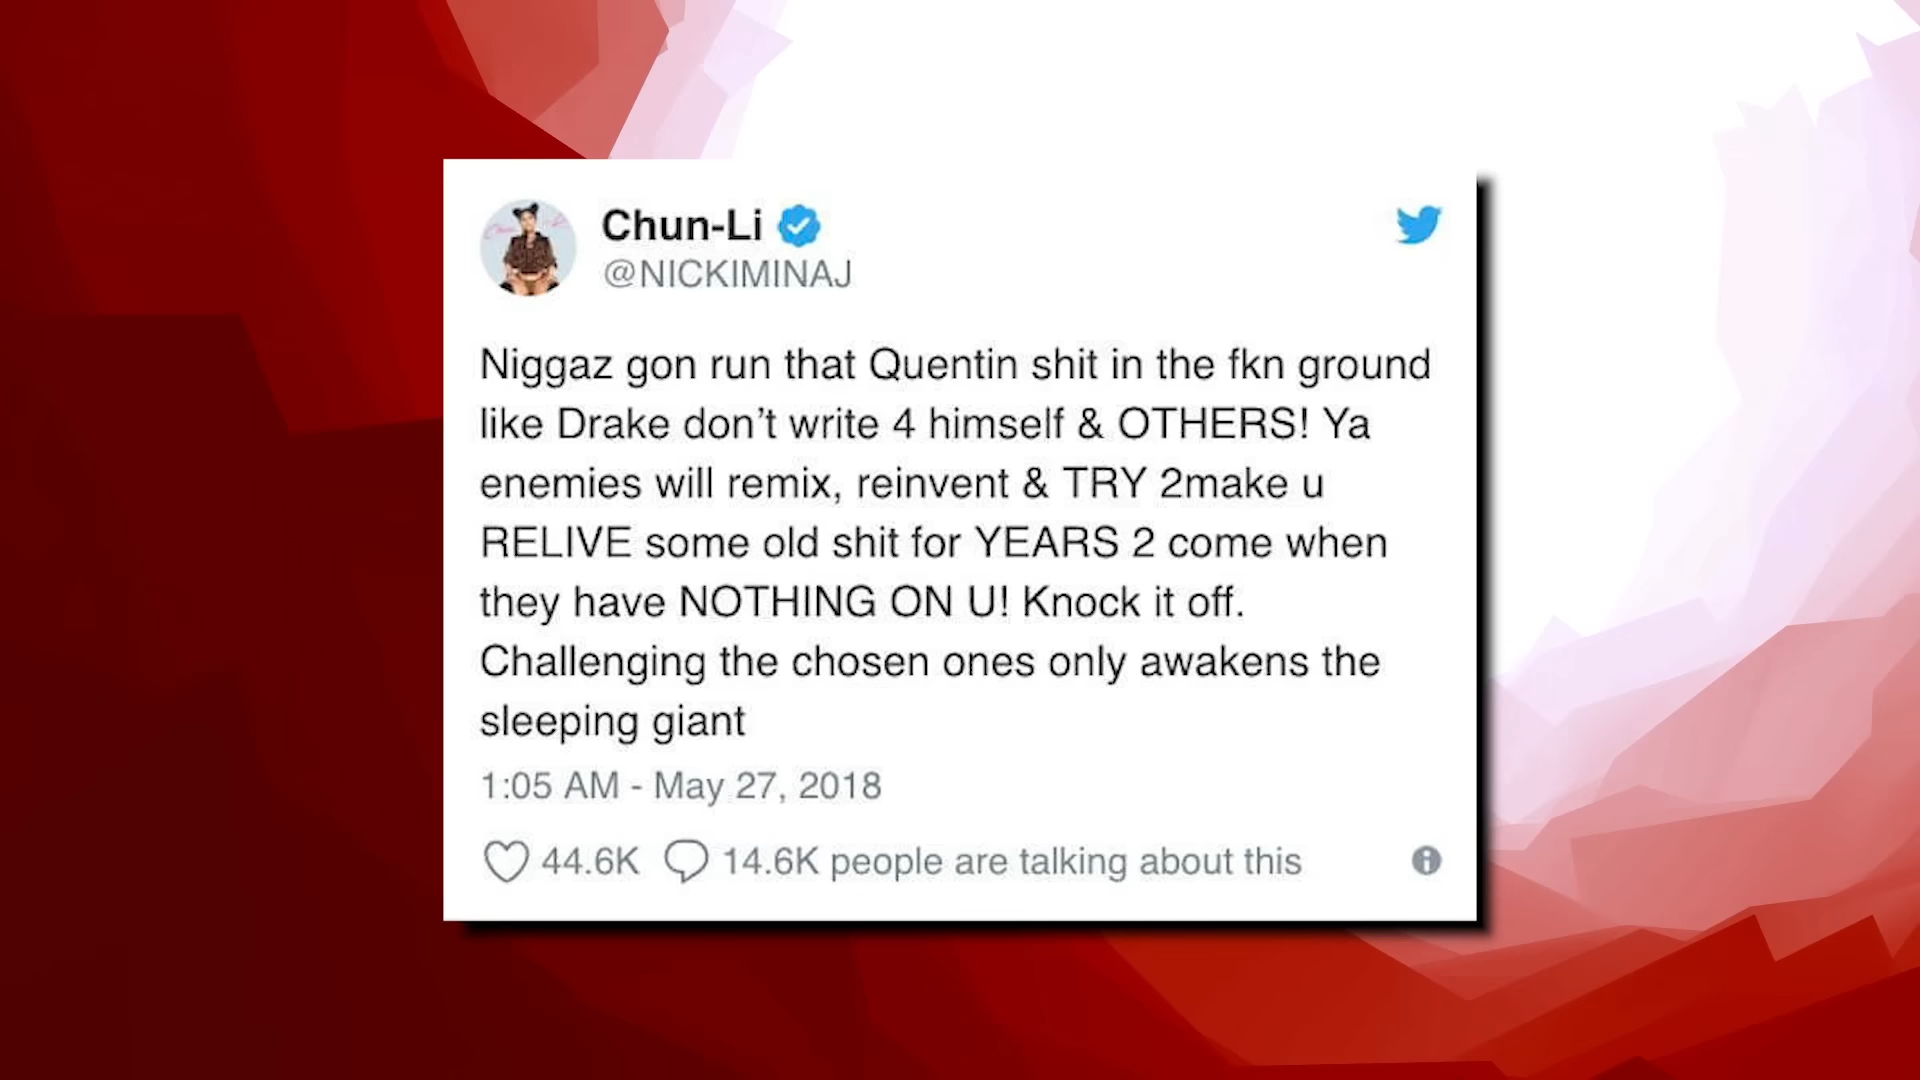 Chun-Li
@NICKIMINAJ
Niggaz gon run that Quentin shit in the fkn ground
like Drake don't write 4 himself & OTHERS! Ya
enemies will remix, reinvent & TRY 2make u
RELIVE some old shit for YEARS 2 come when
they have NOTHING ON U! Knock it off.
Challenging the chosen ones only awakens the
sleeping giant
1:05 AM - May 27, 2018
44.6K 14.6K people are talking about this